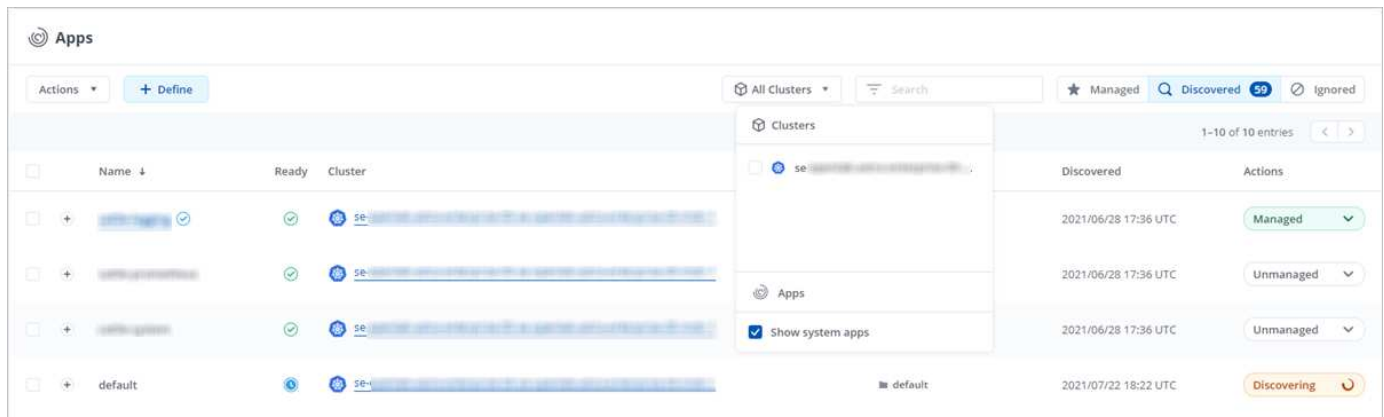 Apps
Actions + Define All Clusters Search Managed Discovered 59 Ignored
Clusters
1-10 of 10 entries
Name Ready Cluster Discovered Actions
se
se- 2021/06/28 17:36 UTC Managed
se 2021/06/28 17:36 UTC Unmanaged
Apps
se 2021/06/28 17:36 UTC Unmanaged
Show system apps
default se- default 2021/07/22 18:22 UTC Discovering